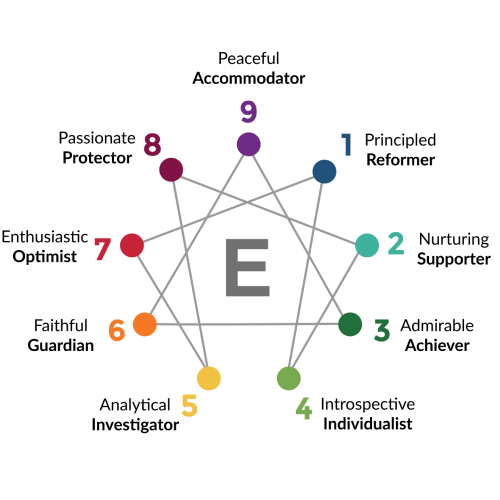 Peaceful
Accommodator
9
8
Passionate
Protector
1
Principled
Reformer
Enthusiastic
Optimist
7
E
2
Nurturing
Supporter
Faithful
Guardian
6
3
Admirable
Achiever
Analytical
Investigator
5
4
Introspective
Individualist